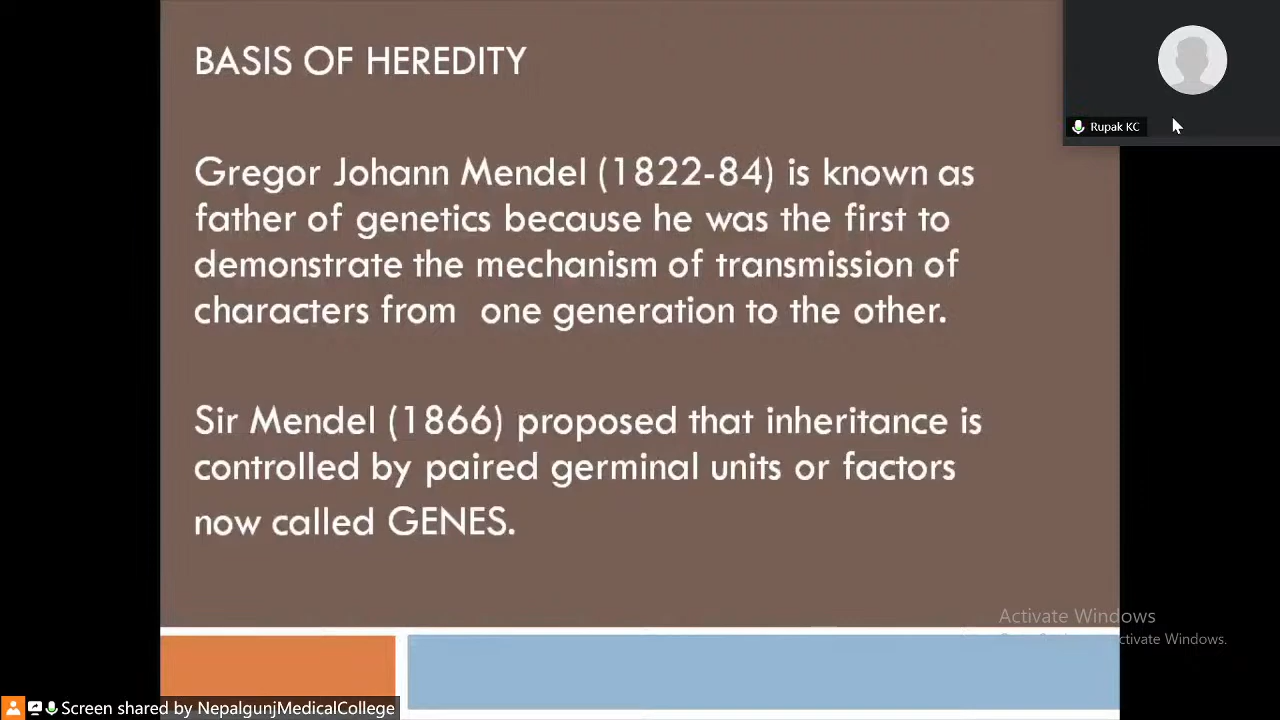 BASIS OF HEREDITY
Gregor Johann Mendel (1822-84) is known as
father of genetics because he was the first to
demonstrate the mechanism of transmission of
characters from one generation to the other.
Sir Mendel (1866) proposed that inheritance is
controlled by paired germinal units or factors
now called GENES.
Rupak KC
Activate Windows
ctivate Windows.
Screen shared by NepalgunjMedicalCollege